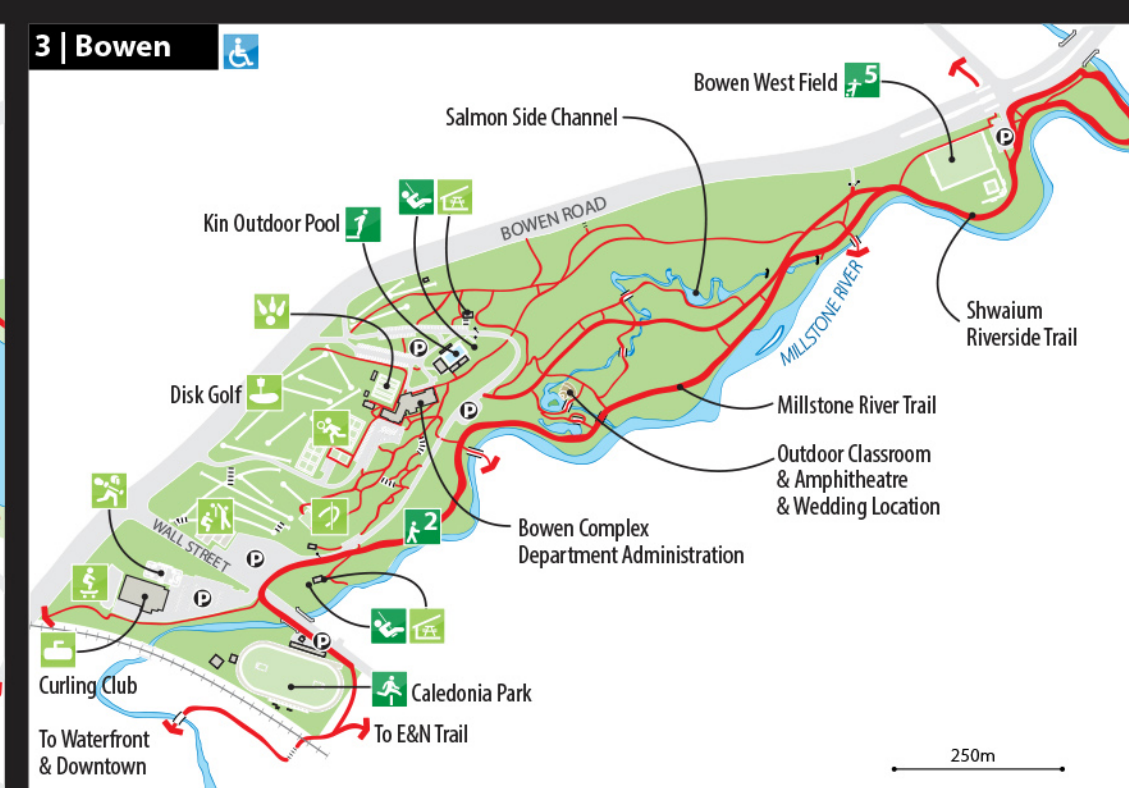 3 | Bowen
Bowen West Field
5
Salmon Side Channel
P
Kin Outdoor Pool
BOWEN ROAD
MILLSTONE RIVER
Shwaium
Riverside Trail
P
Disk Golf
P
Millstone River Trail
Outdoor Classroom
& Amphitheatre
& Wedding Location
2
Bowen Complex
Department Administration
WALL STREET
P
P
P
Curling Club
Caledonia Park
To Waterfront
& Downtown
To E&N Trail
250m